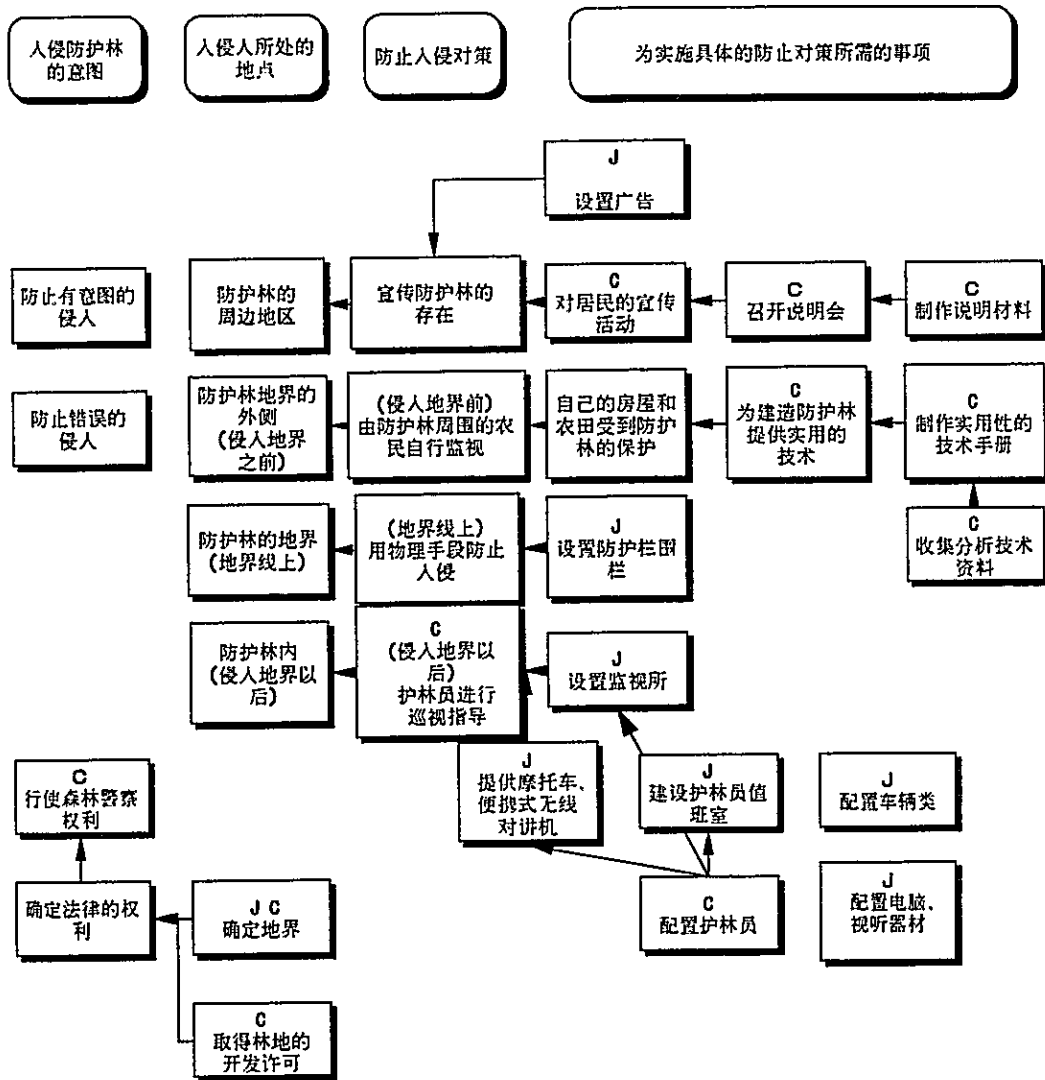 入侵防护林
的意图
入侵人所处的
地点
防止入侵对策
为实施具体的防止对策所需的事项
J
设置广告
防止有意图的
侵入
防护林的
周边地区
宣传防护林的
存在
C
对居民的宣传
活动
C
召开说明会
C
制作说明材料
防止错误的
侵入
防护林地界的
外侧
(侵入地界
之前)
(侵入地界前)
由防护林周围的农
民自行监视
自己的房屋和
农田受到防护
林的保护
C
为建造防护林
提供实用的
技术
C
制作实用性的
技术手册
防护林的地界
(地界线上)
(地界线上)
用物理手段防止
入侵
J
设置防护栏围
栏
C
收集分析技术
资料
防护林内
(侵入地界以
后)
C
(侵入地界以
后)
护林员进行
巡视指导
J
设置监视所
C
行使森林警察
权利
J
提供摩托车、
便携式无线
对讲机
J
建设护林员值
班室
J
配置车辆类
确定法律的权
利
J C
确定地界
C
配置护林员
J
配置电脑、
视听器材
C
取得林地的
开发许可